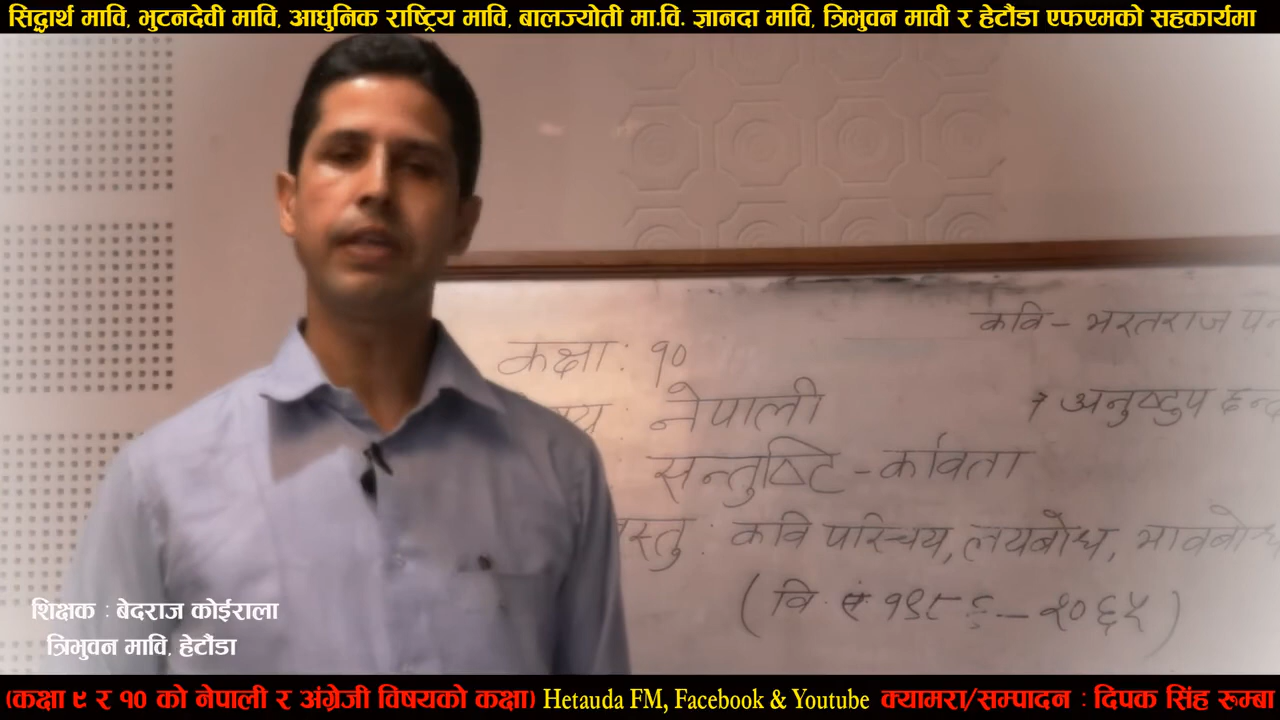 सिद्धार्थ मावि, भुटनदेवी मावि, आधुनिक राष्ट्रिय मावि, बालज्योती मा.वि. ज्ञानदा मावि, त्रिभुवन मावी र हेटौंडा एफएमको सहकार्यमा
कवि - भरतराज
कक्षा : १०
नेपाली
→ अनुष्टुप छन्द
सन्तुष्टि - कविता
कवि परिचय, लयबोध, भावबोध
(वि. सं. १९८६ - २०६५)
शिक्षक : बेदराज कोईराला
त्रिभुवन मावि, हेटौंडा
(कक्षा ९ र १० को नेपाली र अंग्रेजी विषयको कक्षा) Hetauda FM, Facebook & Youtube क्यामरा/सम्पादन : दिपक सिंह रुम्बा